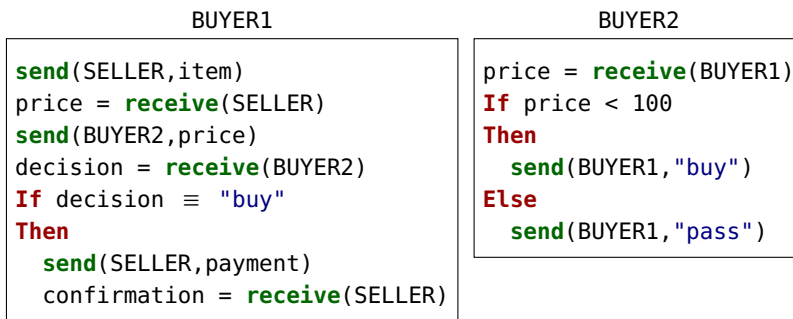 BUYER1
send(SELLER,item)
price = receive(SELLER)
send(BUYER2,price)
decision = receive(BUYER2)
If decision ≡ "buy"
Then
  send(SELLER,payment)
  confirmation = receive(SELLER)
BUYER2
price = receive(BUYER1)
If price < 100
Then
  send(BUYER1,"buy")
Else
  send(BUYER1,"pass")